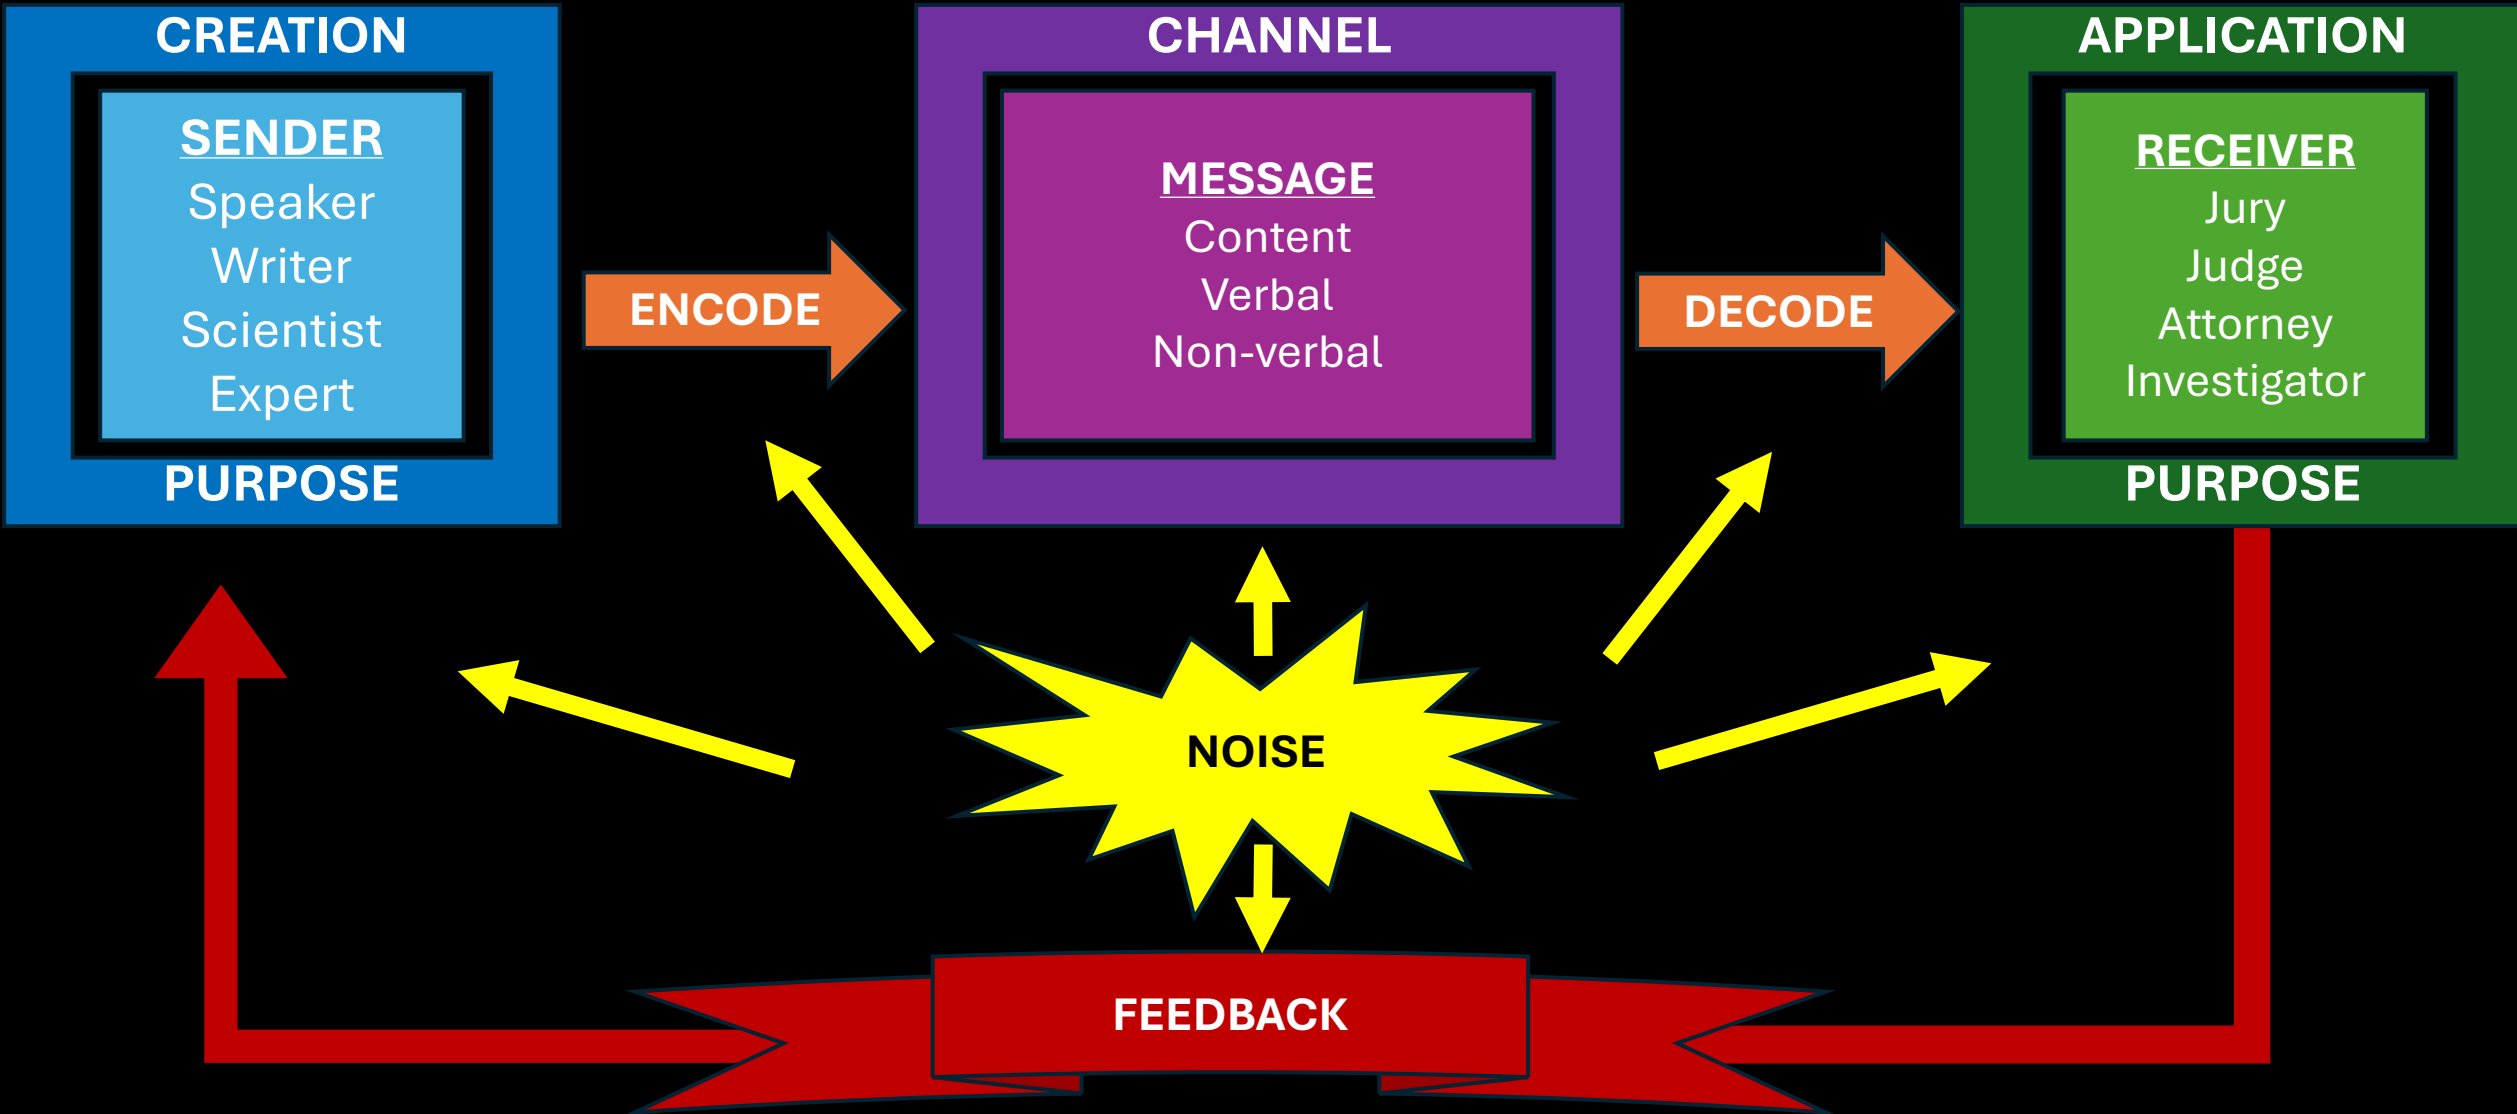 CREATION
SENDER
Speaker
Writer
Scientist
Expert
PURPOSE
ENCODE
CHANNEL
MESSAGE
Content
Verbal
Non-verbal
DECODE
APPLICATION
RECEIVER
Jury
Judge
Attorney
Investigator
PURPOSE
NOISE
FEEDBACK